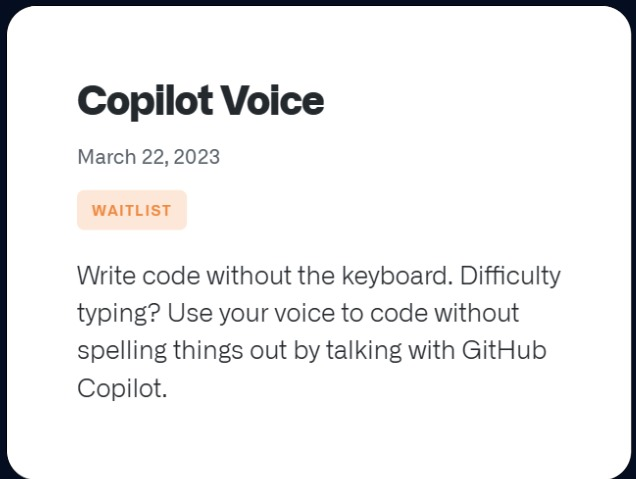 Copilot Voice
March 22, 2023
WAITLIST
Write code without the keyboard. Difficulty
typing? Use your voice to code without
spelling things out by talking with GitHub
Copilot.